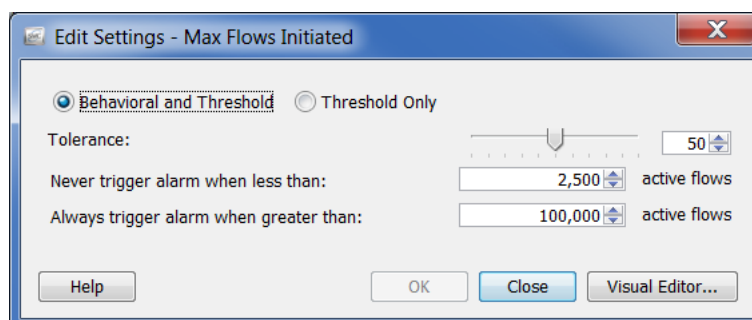 Edit Settings - Max Flows Initiated
Behavioral and Threshold Threshold Only
Tolerance: 50
Never trigger alarm when less than: 2,500 active flows
Always trigger alarm when greater than: 100,000 active flows
Help OK Close Visual Editor...